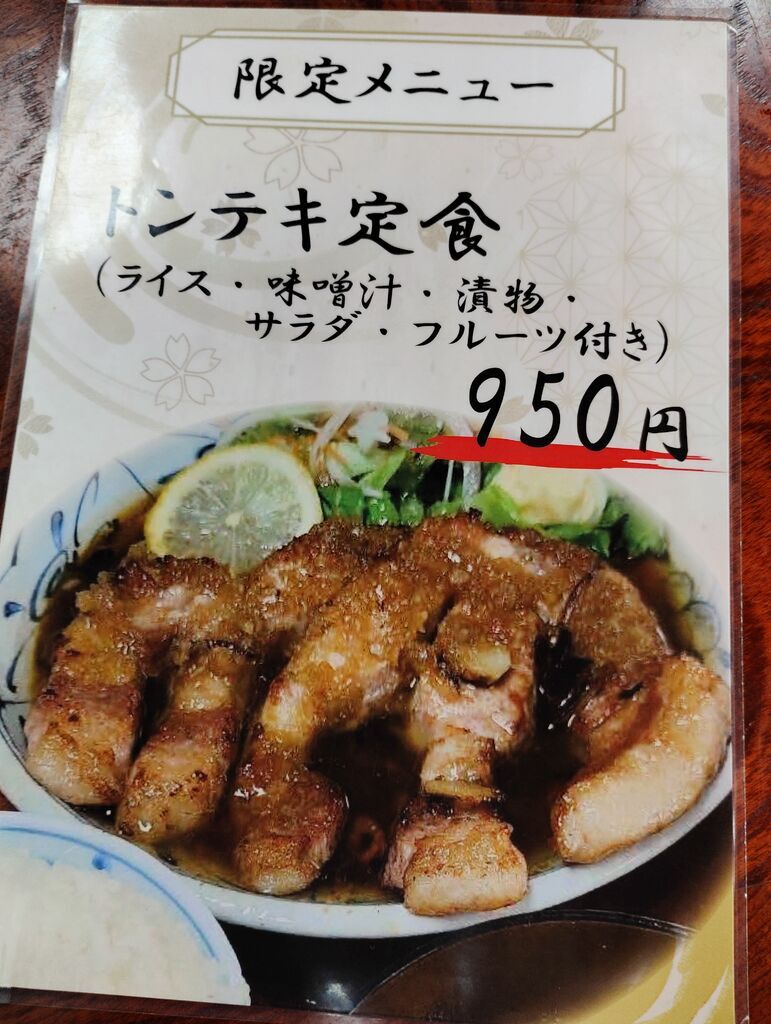 限定メニュー
トンテキ定食
(ライス・味噌汁・漬物・
サラダ・フルーツ付き)
950円